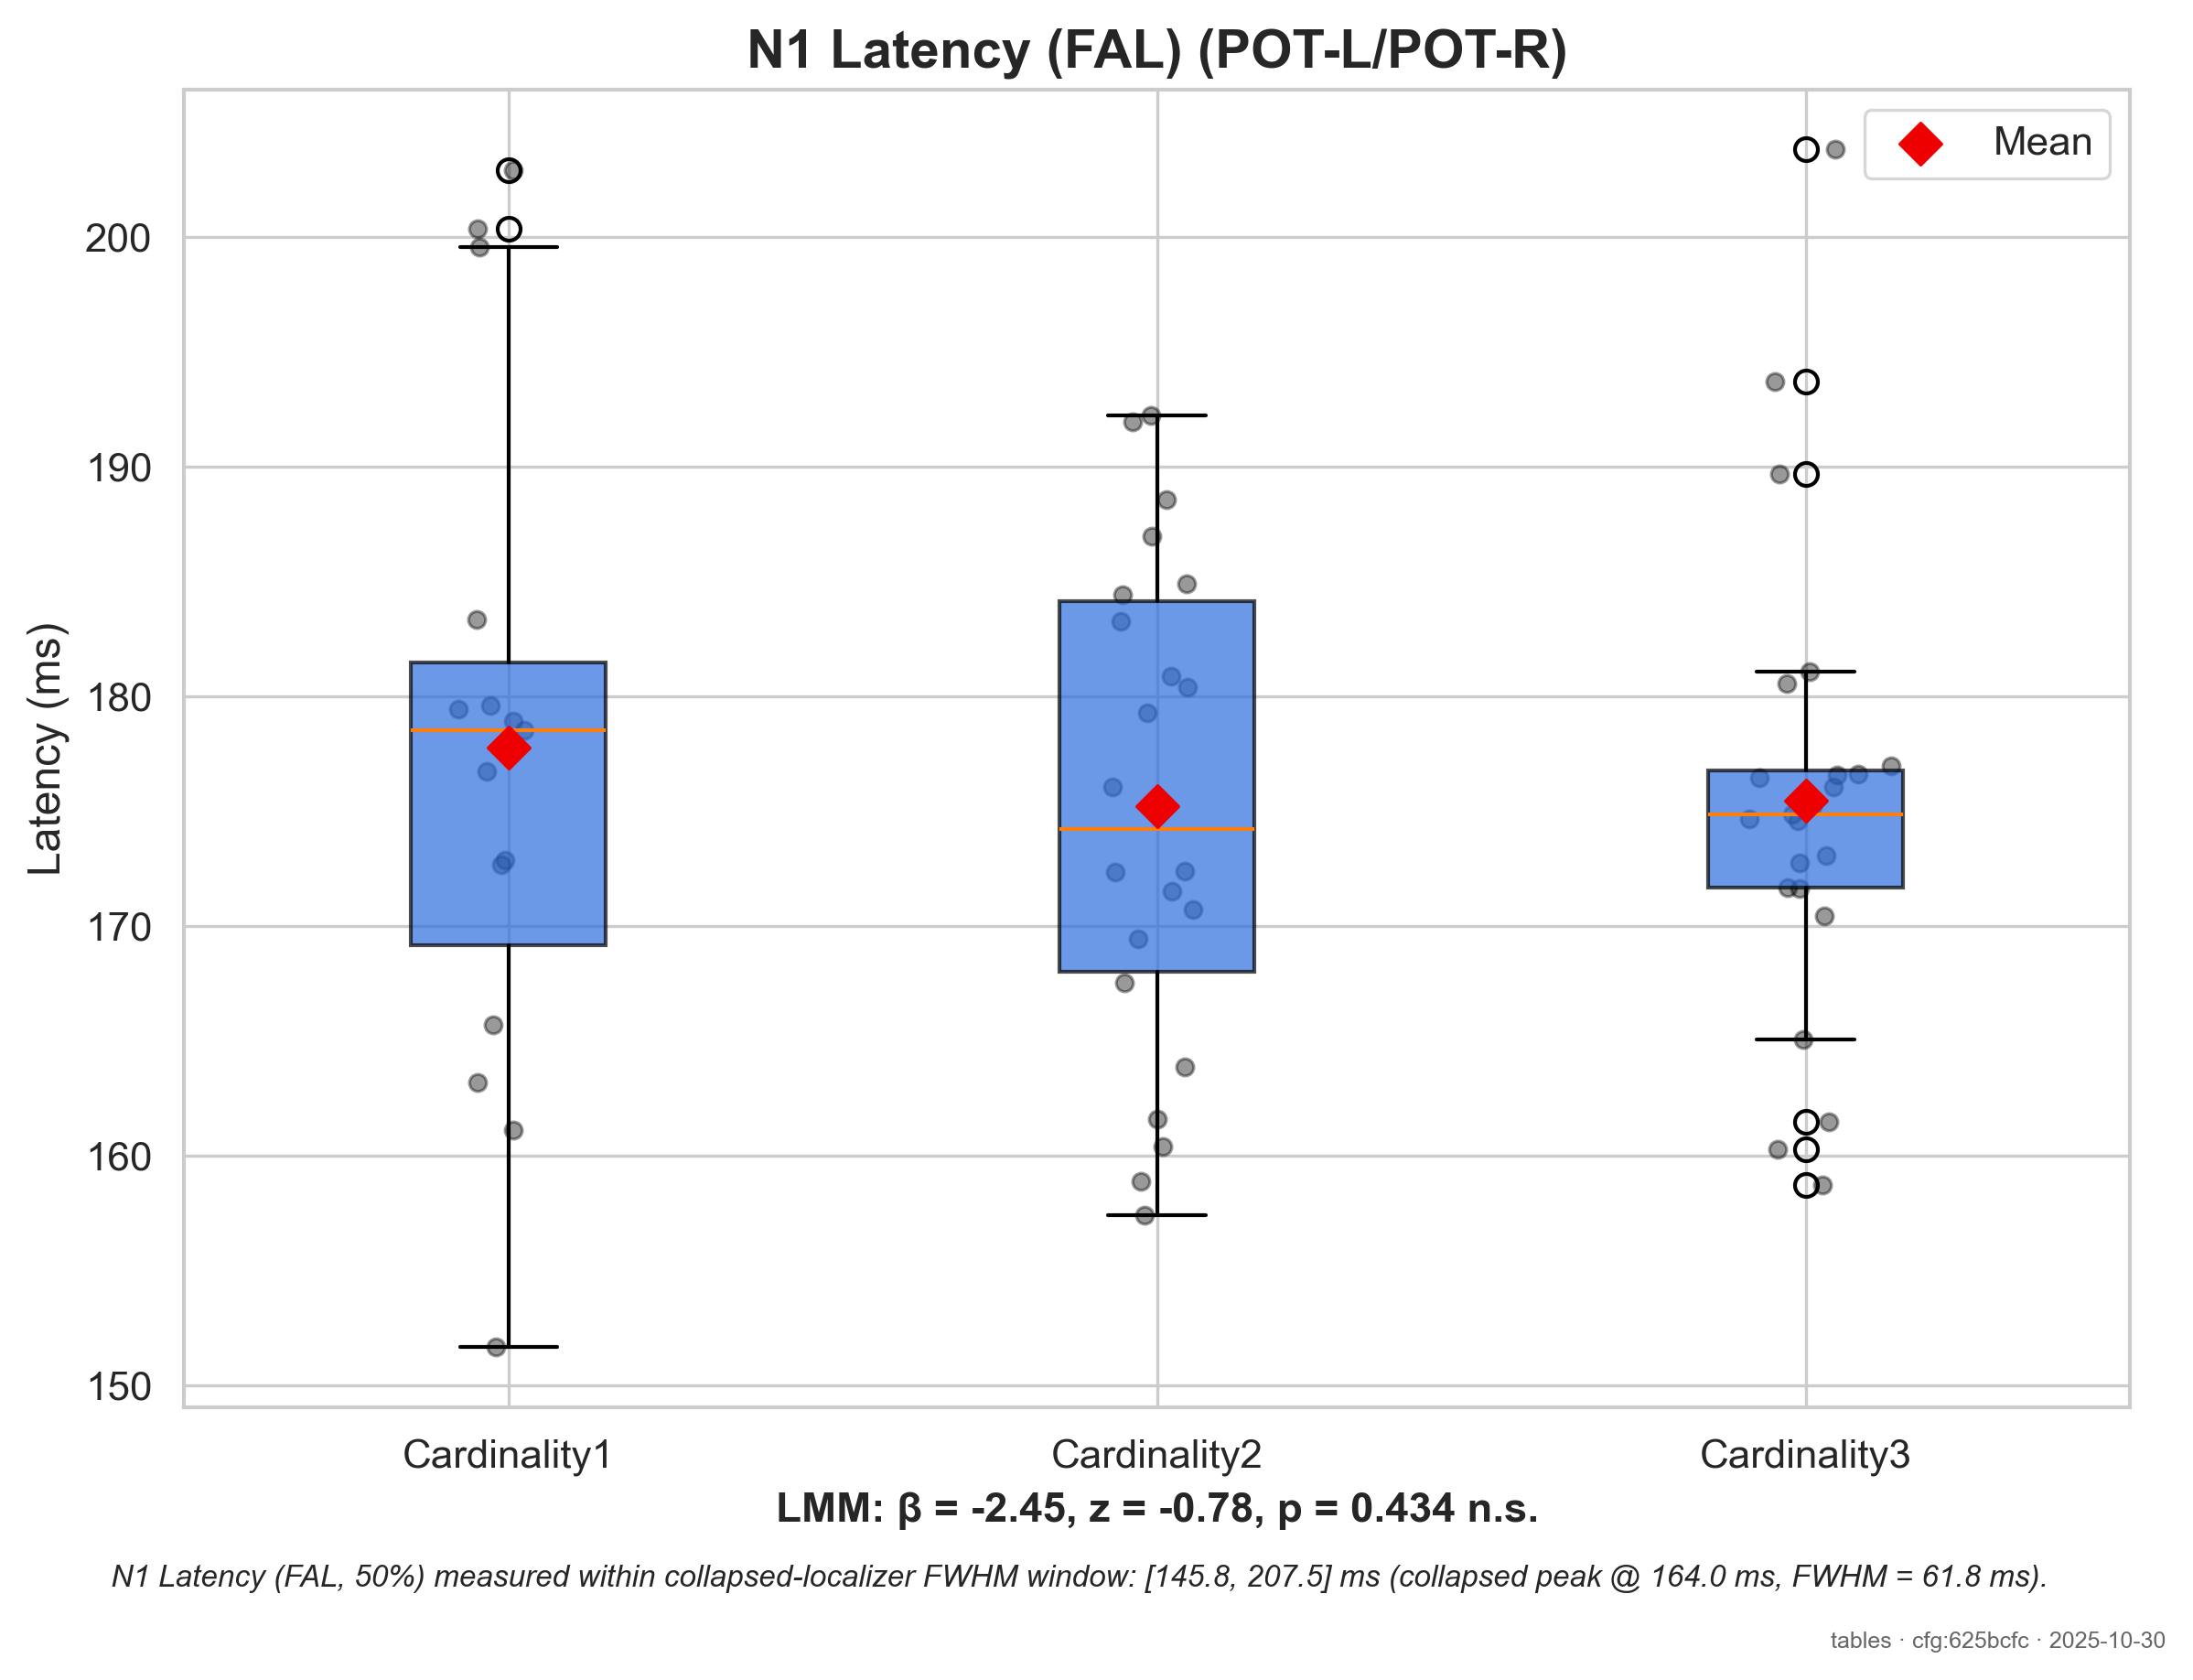 N1 Latency (FAL) (POT-L/POT-R)
Mean
Latency (ms)
200
190
180
170
160
150
Cardinality1 Cardinality2 Cardinality3
LMM: β = -2.45, z = -0.78, p = 0.434 n.s.
N1 Latency (FAL, 50%) measured within collapsed-localizer FWHM window: [145.8, 207.5] ms (collapsed peak @ 164.0 ms, FWHM = 61.8 ms).
tables · cfg:625bcfc · 2025-10-30